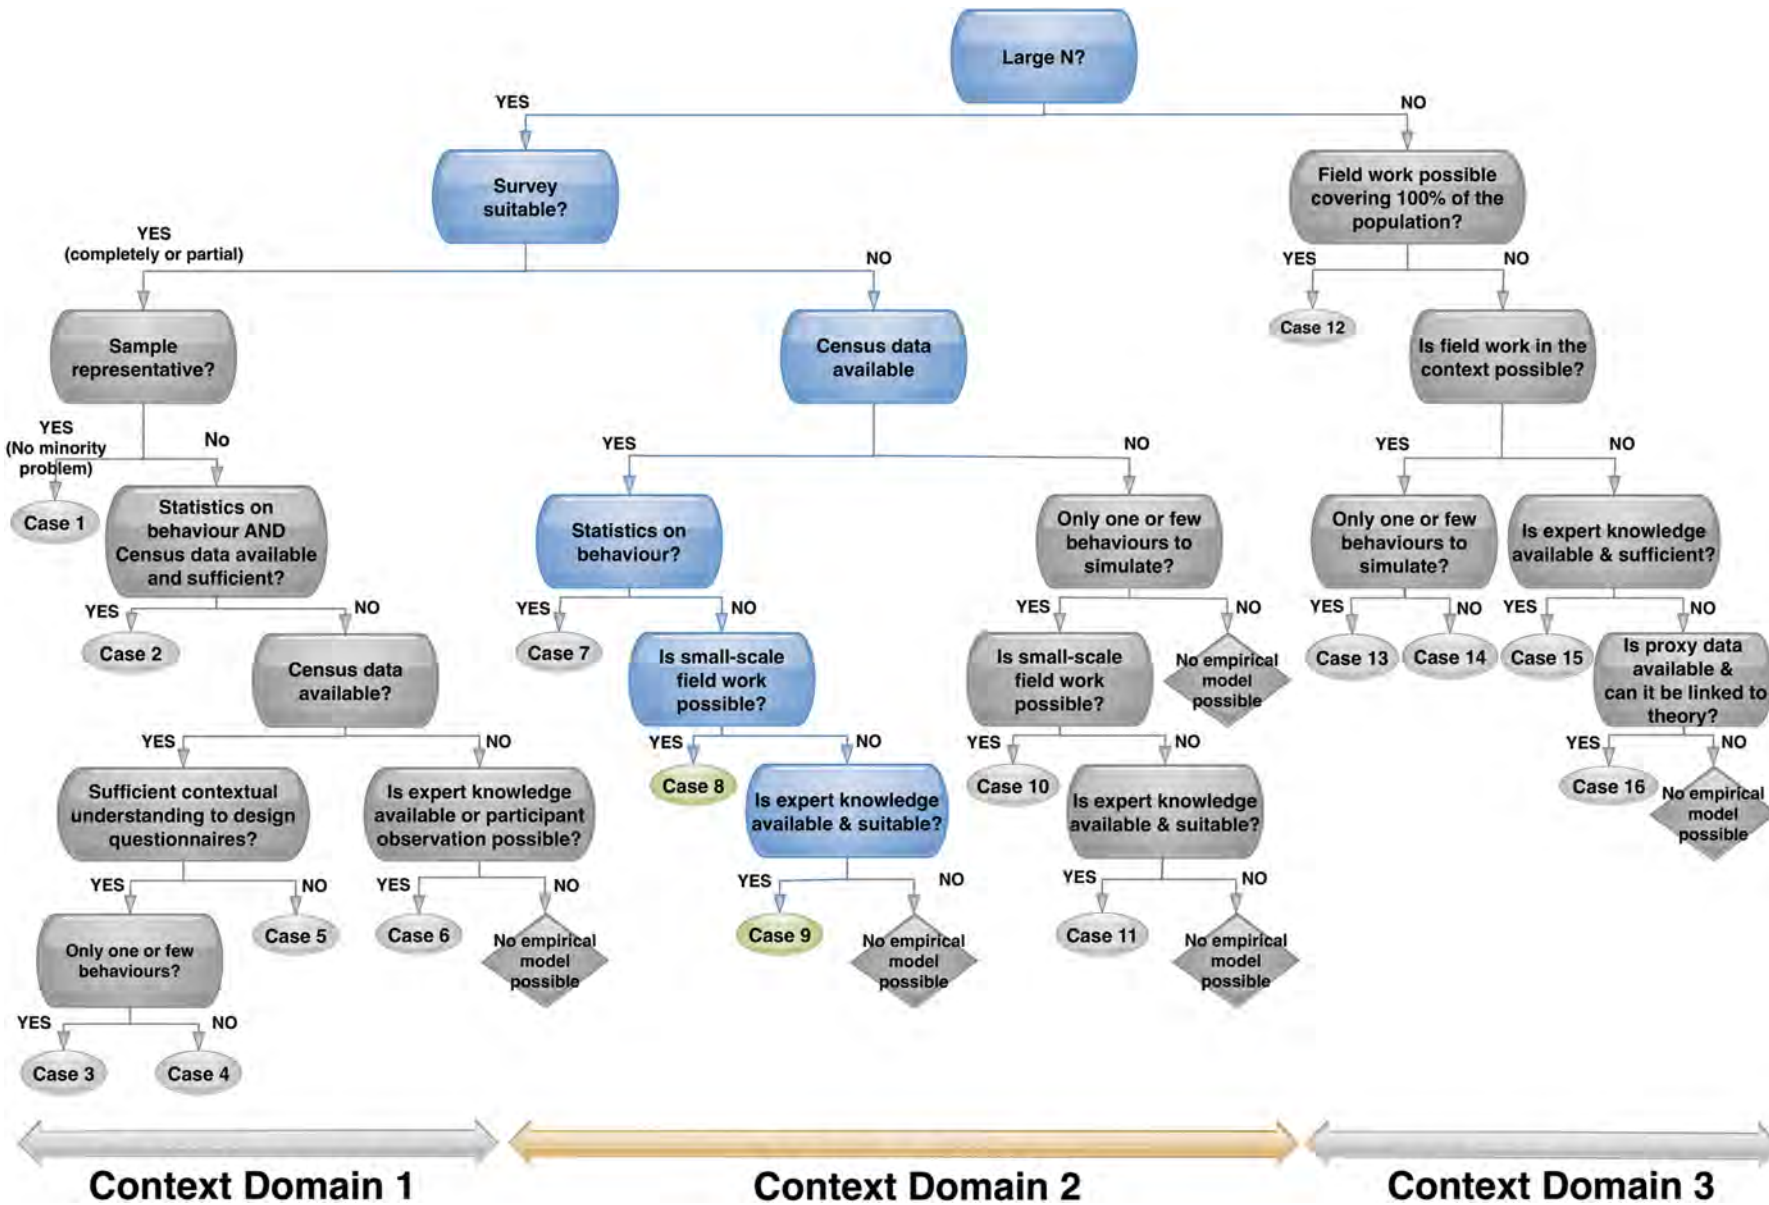 Large N?
YES
NO
Survey
suitable?
Field work possible
covering 100% of the
population?
YES
(completely or partial)
NO
YES
NO
Sample
representative?
Census data
available
Case 12
Is field work in the
context possible?
YES
(No minority
problem)
No
YES
NO
YES
NO
Case 1
Statistics on
behaviour AND
Census data available
and sufficient?
Statistics on
behaviour?
Only one or few
behaviours to
simulate?
Only one or few
behaviours to
simulate?
Is expert knowledge
available & sufficient?
YES
NO
YES
NO
YES
NO
YES
NO
YES
NO
Case 2
Census data
available?
Case 7
Is small-scale
field work
possible?
Is small-scale
field work
possible?
No empirical
model
possible
Case 13
Case 14
Case 15
Is proxy data
available &
can it be linked to
theory?
YES
NO
YES
NO
YES
NO
YES
NO
Sufficient contextual
understanding to design
questionnaires?
Is expert knowledge
available or participant
observation possible?
Case 8
Is expert knowledge
available & suitable?
Case 10
Is expert knowledge
available & suitable?
Case 16
No empirical
model
possible
YES
NO
YES
NO
YES
NO
YES
NO
Only one or few
behaviours?
Case 5
Case 6
No empirical
model
possible
Case 9
No empirical
model
possible
Case 11
No empirical
model
possible
YES
NO
Case 3
Case 4
Context Domain 1
Context Domain 2
Context Domain 3